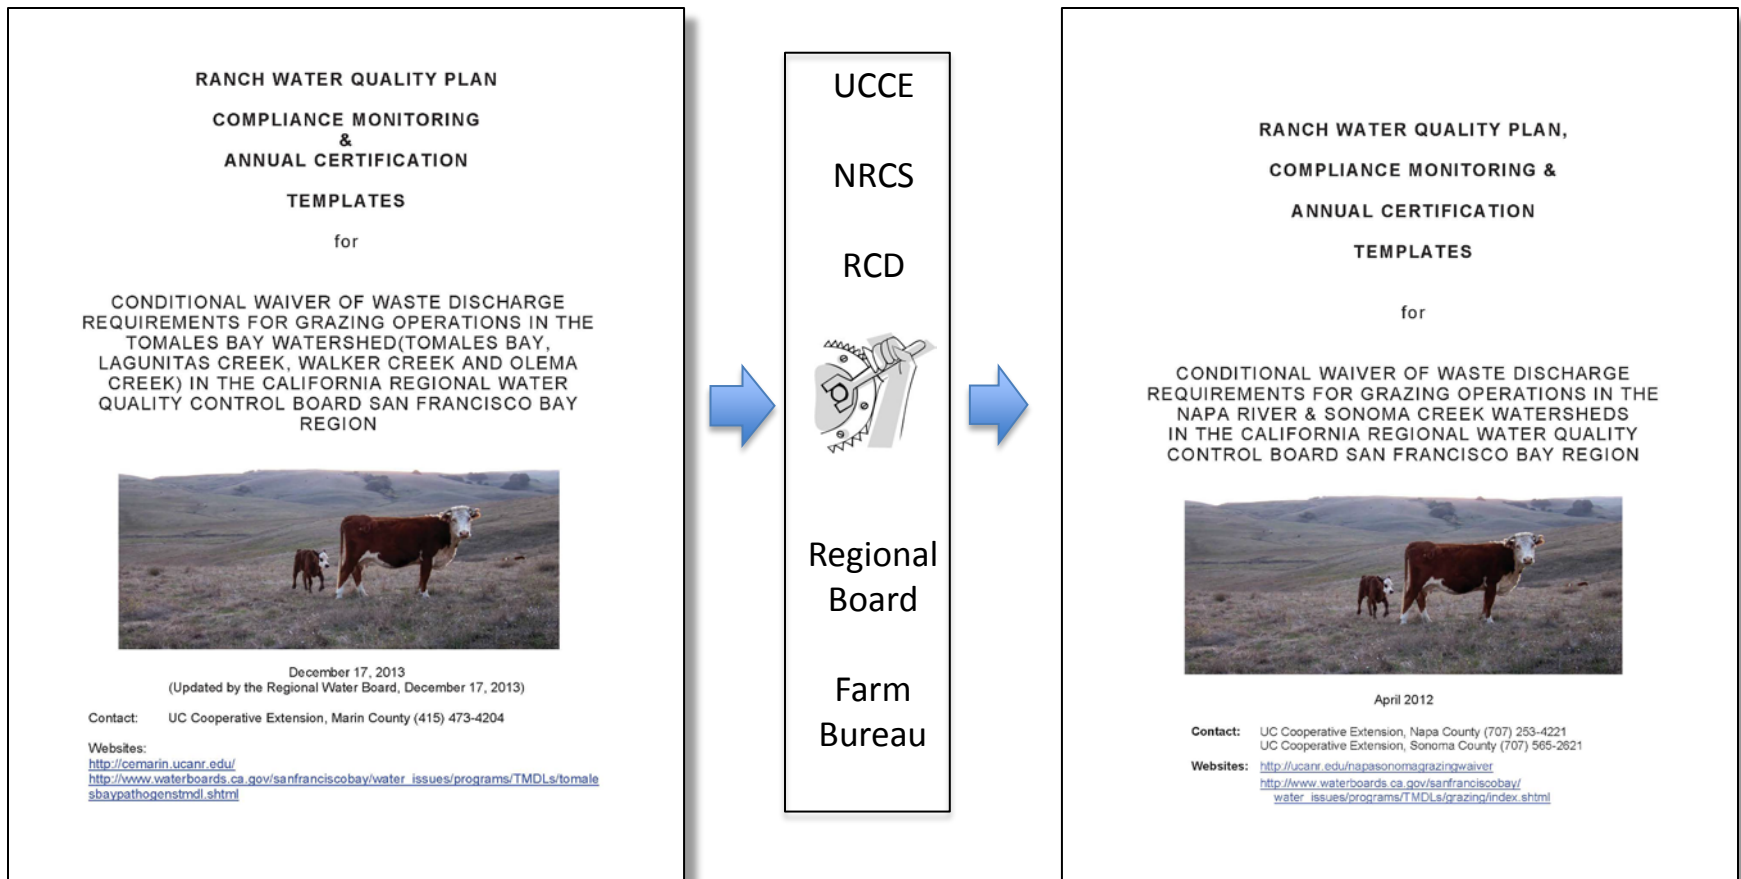 RANCH WATER QUALITY PLAN
COMPLIANCE MONITORING
&
ANNUAL CERTIFICATION
TEMPLATES
for
CONDITIONAL WAIVER OF WASTE DISCHARGE
REQUIREMENTS FOR GRAZING OPERATIONS IN THE
TOMALES BAY WATERSHED(TOMALES BAY,
LAGUNITAS CREEK, WALKER CREEK AND OLEMA
CREEK) IN THE CALIFORNIA REGIONAL WATER
QUALITY CONTROL BOARD SAN FRANCISCO BAY
REGION
December 17, 2013
(Updated by the Regional Water Board, December 17, 2013)
Contact: UC Cooperative Extension, Marin County (415) 473-4204
Websites:
http://cemarin.ucanr.edu/
http://www.waterboards.ca.gov/sanfranciscobay/water_issues/programs/TMDLs/tomale
sbaypathogenstmdl.shtml
UCCE
NRCS
RCD
Regional
Board
Farm
Bureau
RANCH WATER QUALITY PLAN,
COMPLIANCE MONITORING &
ANNUAL CERTIFICATION
TEMPLATES
for
CONDITIONAL WAIVER OF WASTE DISCHARGE
REQUIREMENTS FOR GRAZING OPERATIONS IN THE
NAPA RIVER & SONOMA CREEK WATERSHEDS
IN THE CALIFORNIA REGIONAL WATER QUALITY
CONTROL BOARD SAN FRANCISCO BAY REGION
April 2012
Contact: UC Cooperative Extension, Napa County (707) 253-4221
UC Cooperative Extension, Sonoma County (707) 565-2621
Websites: http://ucanr.edu/napasonomagrazingwaiver
http://www.waterboards.ca.gov/sanfranciscobay/
water_issues/programs/TMDLs/grazing/index.shtml